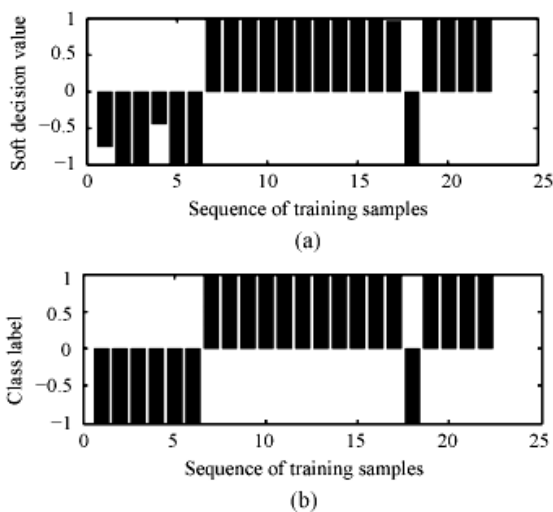 Soft decision value
1
0.5
0
−0.5
−1
0 5 10 15 20 25
Sequence of training samples
(a)
Class label
1
0.5
0
−0.5
−1
0 5 10 15 20 25
Sequence of training samples
(b)